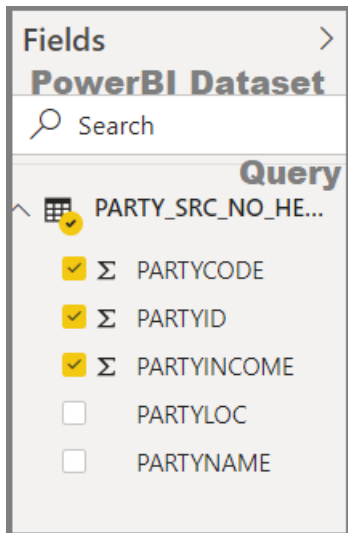 Fields
PowerBI Dataset
Search
Query
PARTY_SRC_NO_HE...
Σ PARTYCODE
Σ PARTYID
Σ PARTYINCOME
PARTYLOC
PARTYNAME